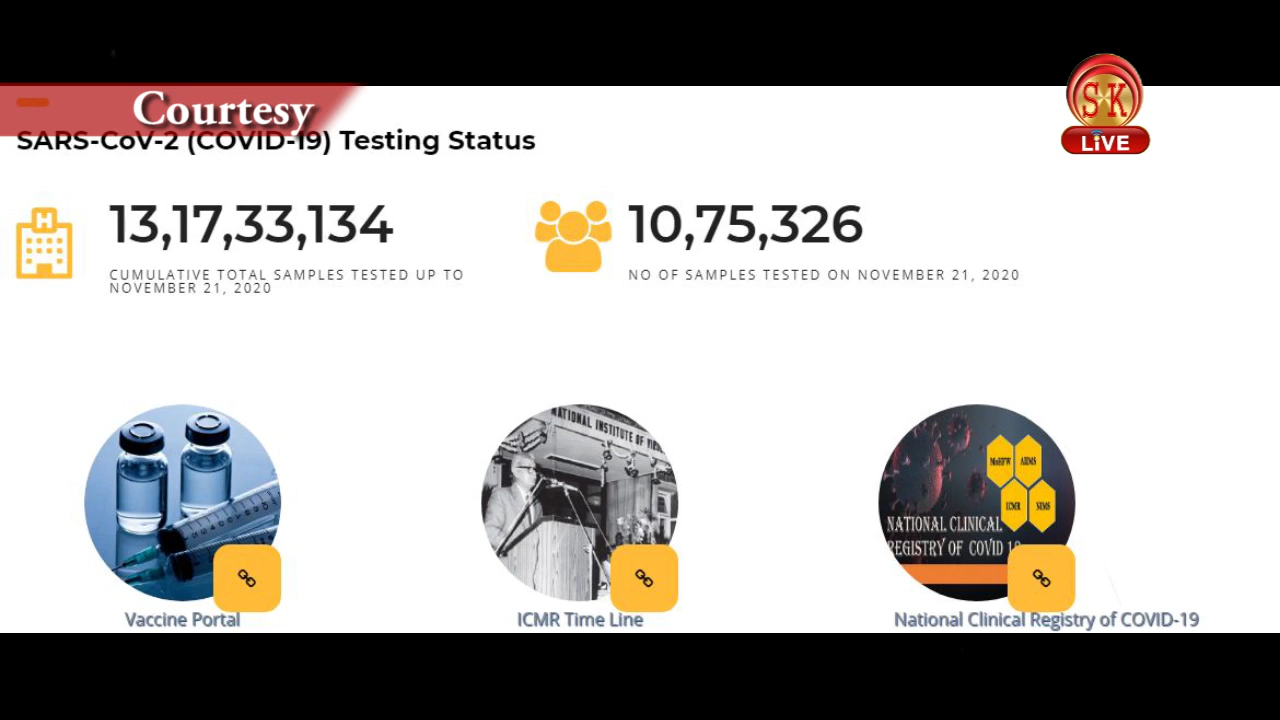 Courtesy
SK
LiVE
SARS-CoV-2 (COVID-19) Testing Status
H
13,17,33,134
10,75,326
CUMULATIVE TOTAL SAMPLES TESTED UP TO
NOVEMBER 21, 2020
NO OF SAMPLES TESTED ON NOVEMBER 21, 2020
NATIONAL INSTITUTE OF
MoHFW
AIIMS
ICMR
NIMS
NATIONAL CLINICAL
REGISTRY OF COVID 19
Vaccine Portal
ICMR Time Line
National Clinical Registry of COVID-19